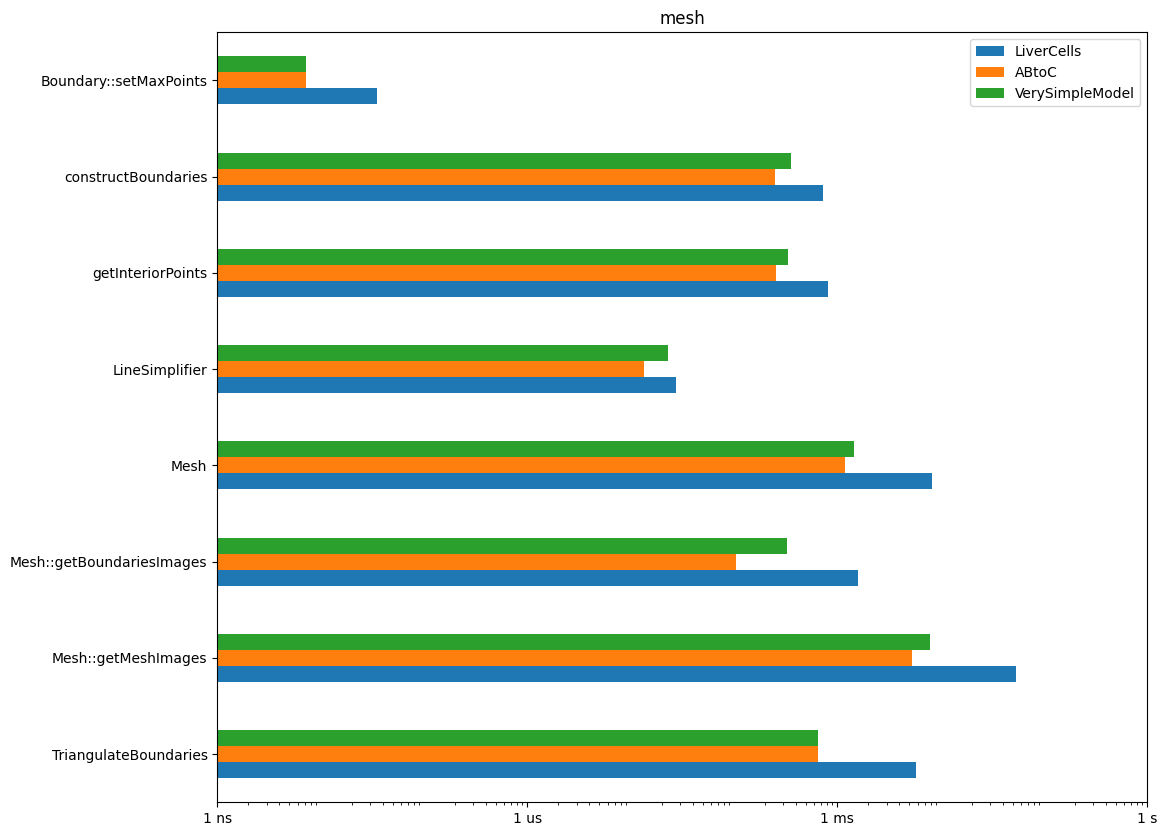 mesh
LiverCells
ABtoC
VerySimpleModel
Boundary::setMaxPoints
constructBoundaries
getInteriorPoints
LineSimplifier
Mesh
Mesh::getBoundariesImages
Mesh::getMeshImages
TriangulateBoundaries
1 ns 1 us 1 ms 1 s